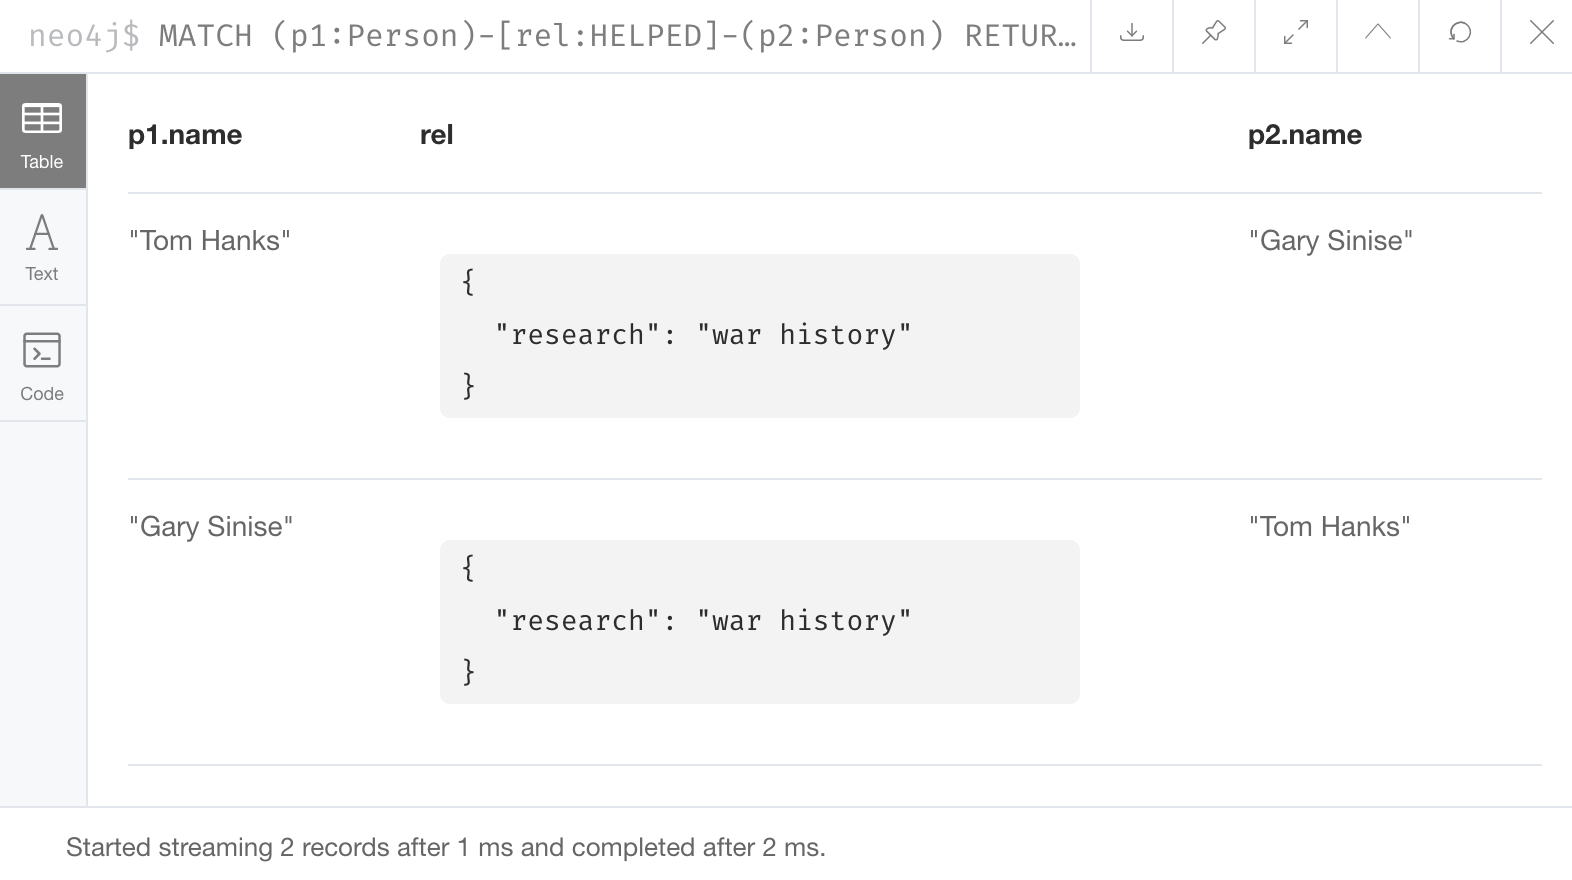 neo4j$ MATCH (p1:Person)-[rel:HELPED]-(p2:Person) RETUR…
Table
Text
Code
p1.name rel p2.name
"Tom Hanks" "Gary Sinise"
{
"research": "war history"
}
"Gary Sinise" "Tom Hanks"
{
"research": "war history"
}
Started streaming 2 records after 1 ms and completed after 2 ms.